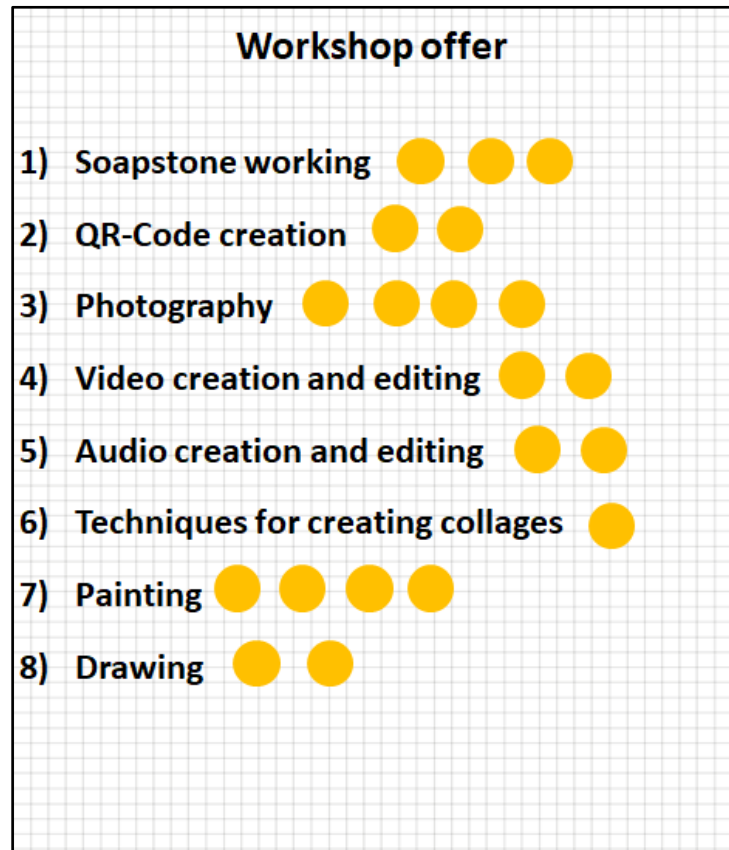 Workshop offer
1) Soapstone working
2) QR-Code creation
3) Photography
4) Video creation and editing
5) Audio creation and editing
6) Techniques for creating collages
7) Painting
8) Drawing